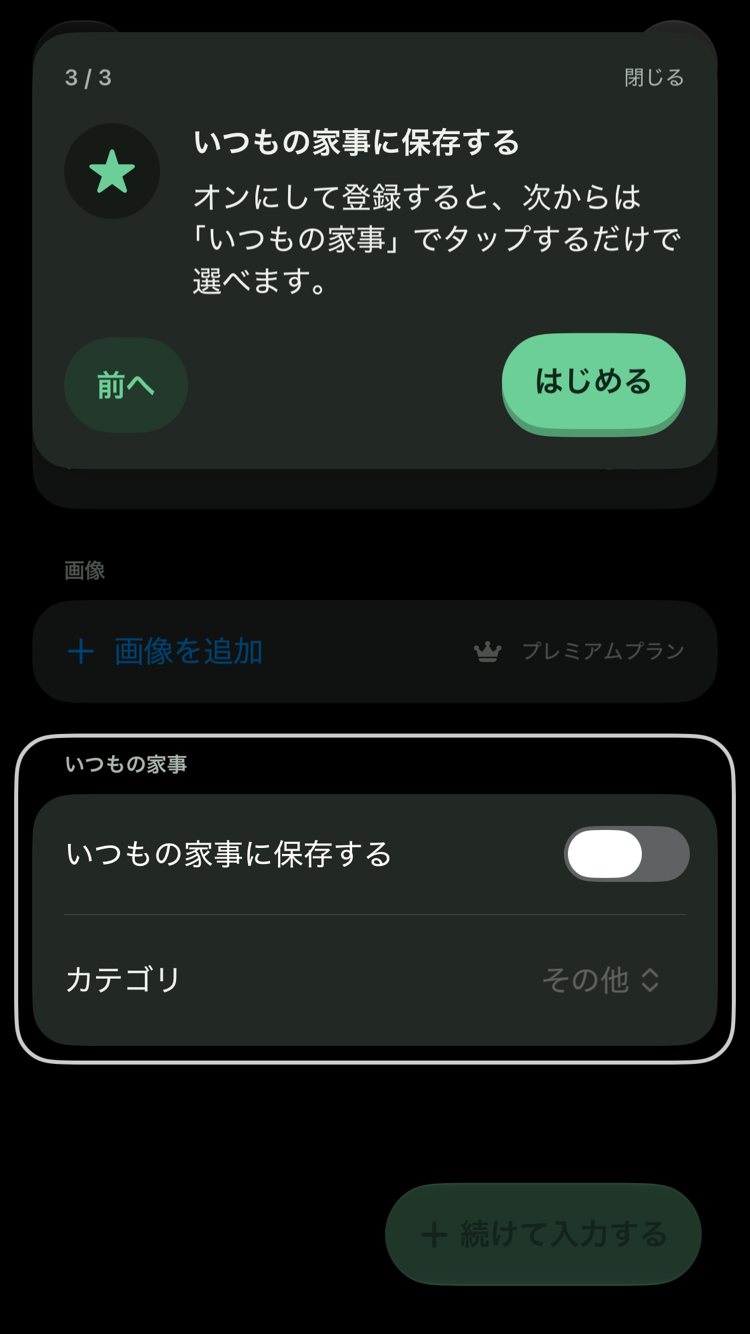 3 / 3
閉じる
いつもの家事に保存する
オンにして登録すると、次からは
「いつもの家事」でタップするだけで
選べます。
前へ
はじめる
画像
画像を追加
プレミアムプラン
いつもの家事
いつもの家事に保存する
カテゴリ
その他
続けて入力する